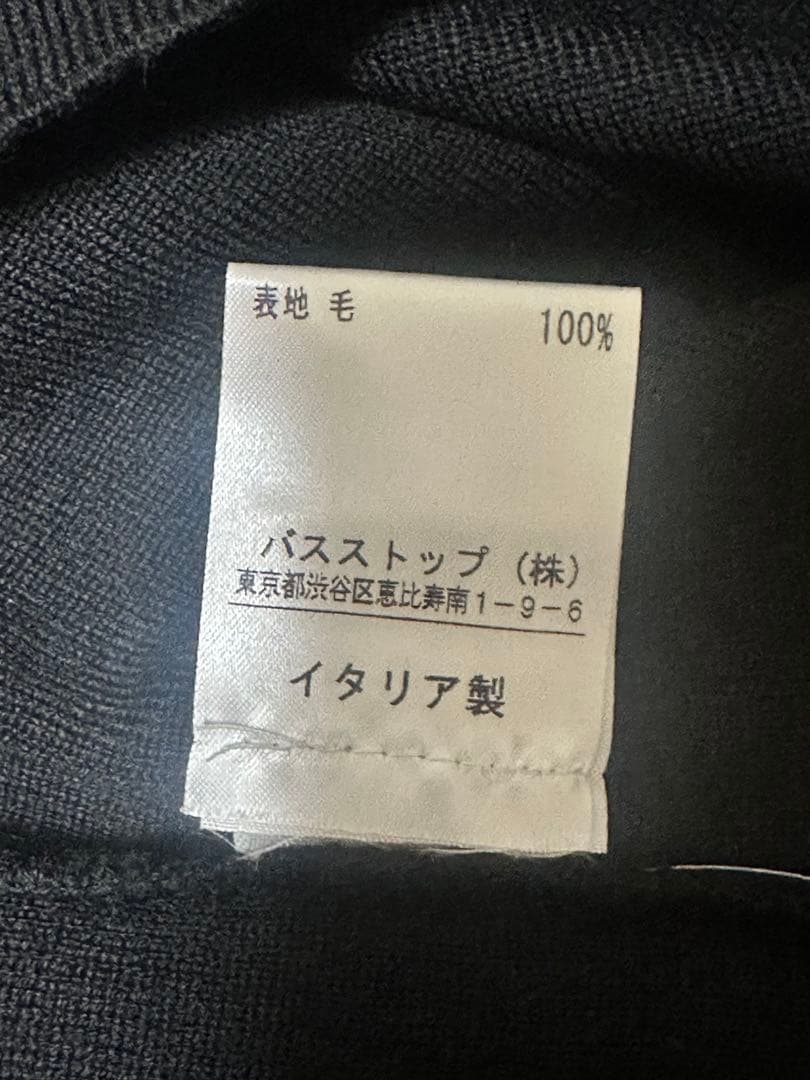 表地 毛 100%
バスストップ (株)
東京都渋谷区恵比寿南1-9-6
イタリア製